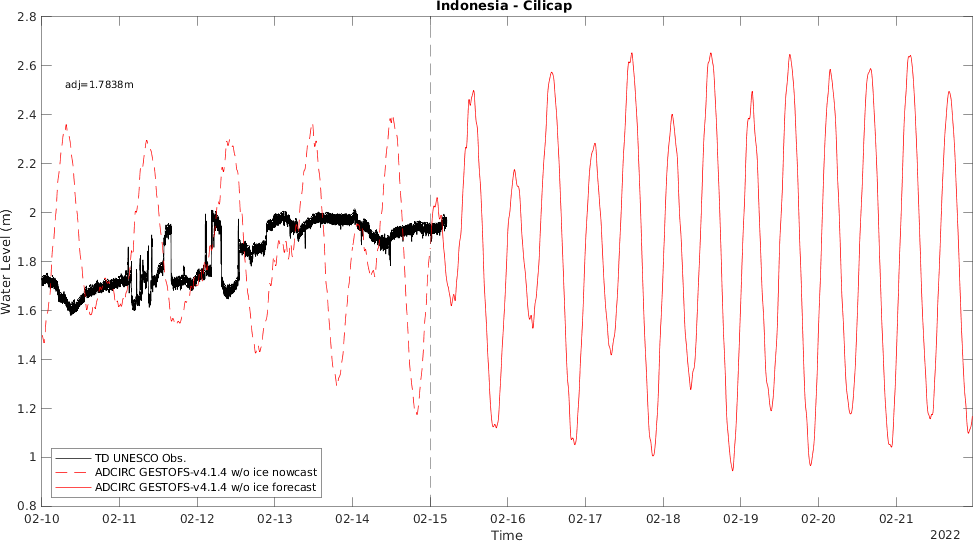 Indonesia - Cilicap
2.8
2.6
2.4
2.2
2
1.8
1.6
1.4
1.2
1
0.8
Water Level (m)
adj=1.7838m
TD UNESCO Obs.
ADCIRC GESTOFS-v4.1.4 w/o ice nowcast
ADCIRC GESTOFS-v4.1.4 w/o ice forecast
02-10 02-11 02-12 02-13 02-14 02-15 02-16 02-17 02-18 02-19 02-20 02-21
Time
2022